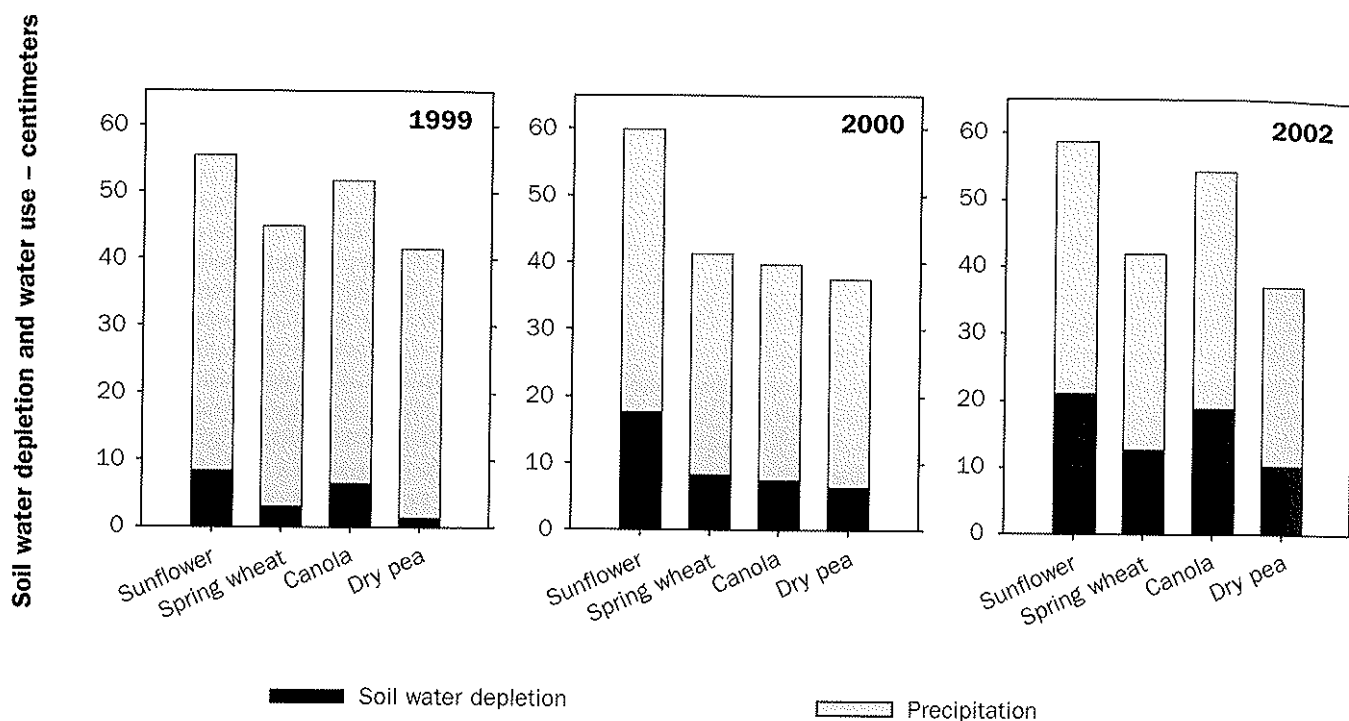 Soil water depletion and water use – centimeters
1999
60
50
40
30
20
10
0
Sunflower
Spring wheat
Canola
Dry pea
2000
60
50
40
30
20
10
0
Sunflower
Spring wheat
Canola
Dry pea
2002
60
50
40
30
20
10
0
Sunflower
Spring wheat
Canola
Dry pea
Soil water depletion
Precipitation